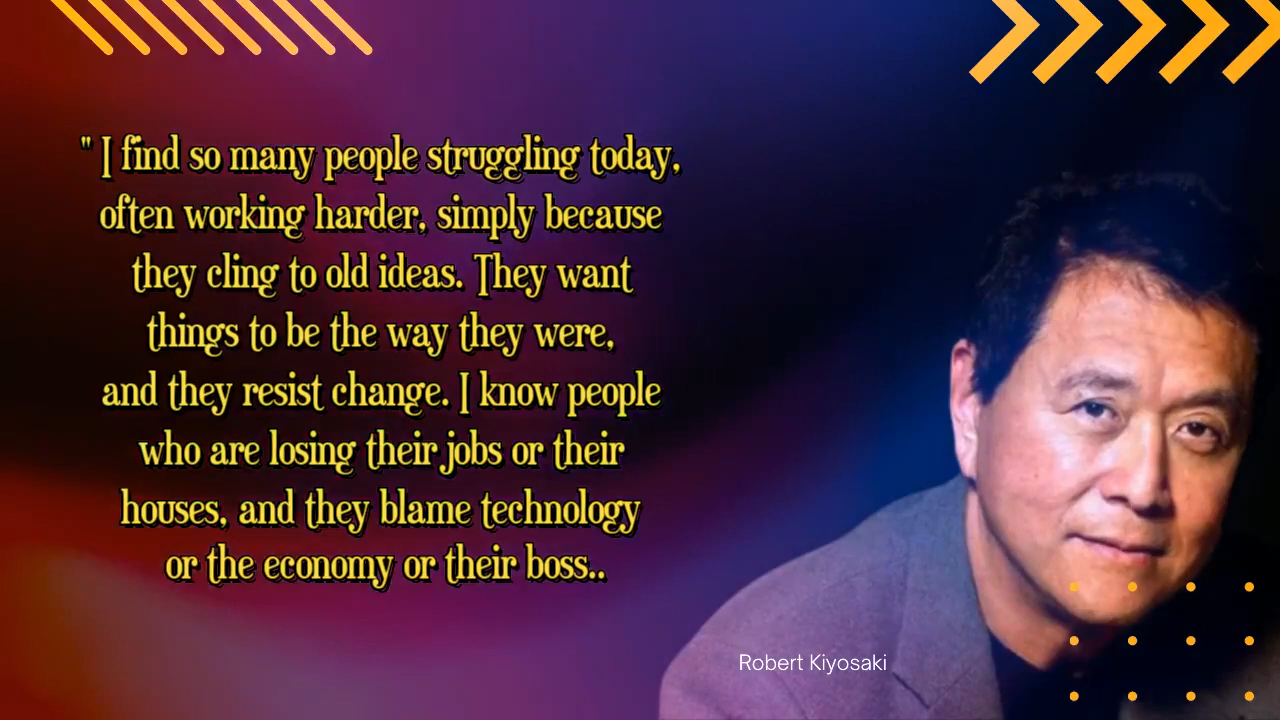 " I find so many people struggling today,
often working harder, simply because
they cling to old ideas. They want
things to be the way they were,
and they resist change. I know people
who are losing their jobs or their
houses, and they blame technology
or the economy or their boss..
Robert Kiyosaki